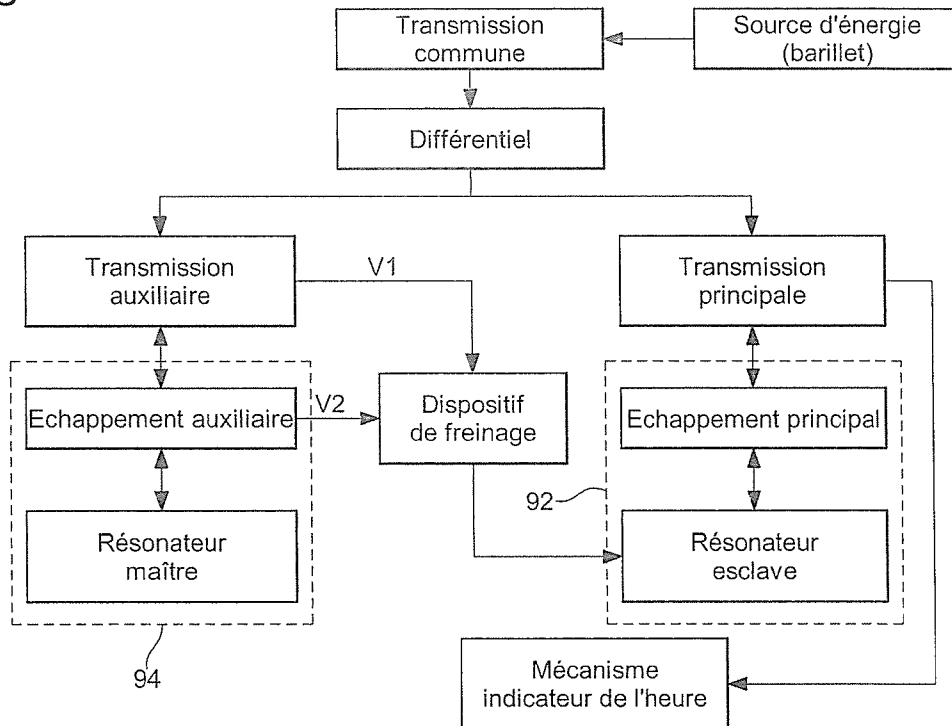 Transmission
commune
Source d'énergie
(barillet)
Différentiel
Transmission
auxiliaire
V1
Transmission
principale
Echappement auxiliaire
V2
Dispositif
de freinage
Echappement principal
92
Résonateur
maître
Résonateur
esclave
94
Mécanisme
indicateur de l'heure